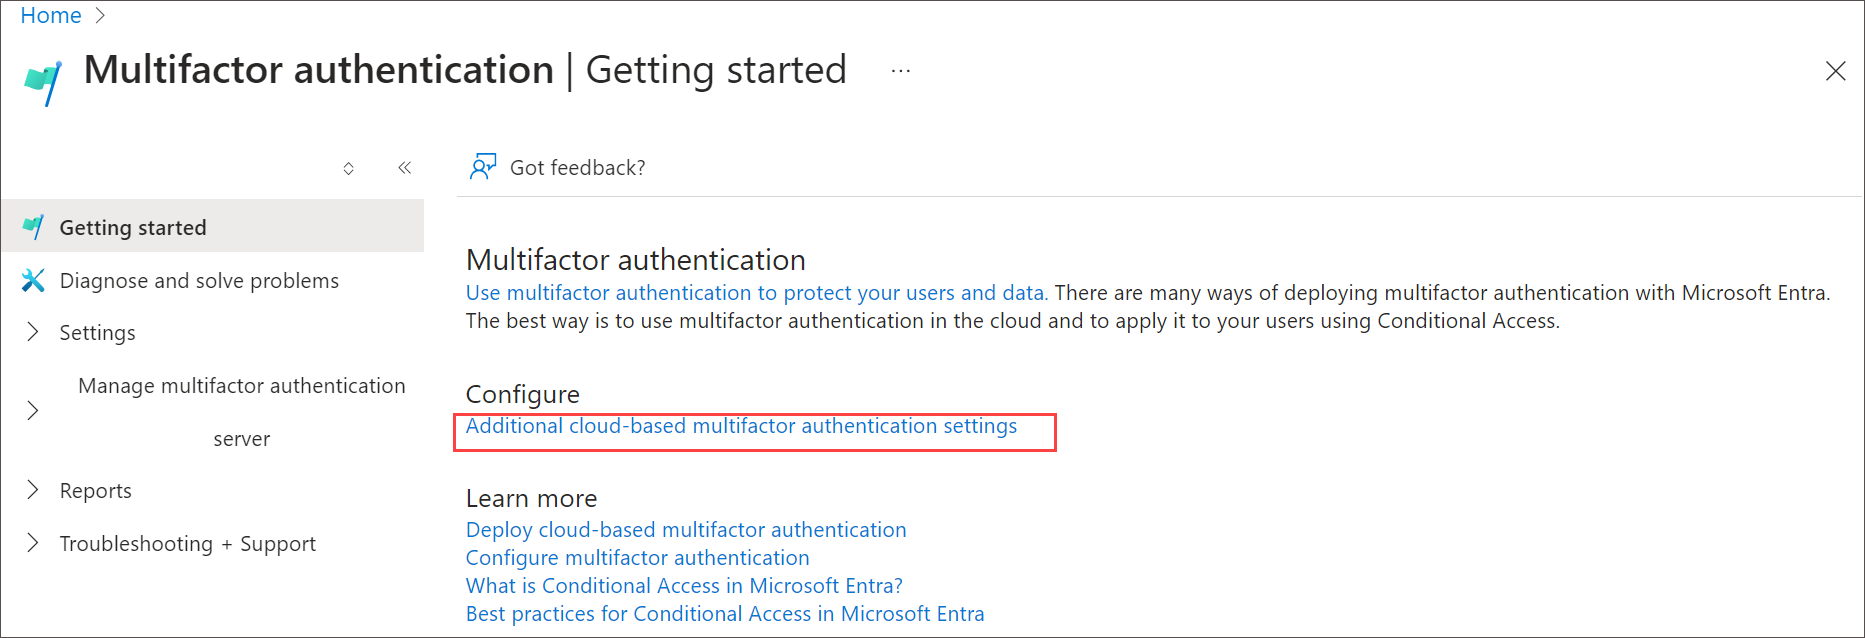 Home
Multifactor authentication | Getting started ...
Got feedback?
Getting started
Diagnose and solve problems
Settings
Manage multifactor authentication
server
Reports
Troubleshooting + Support
Multifactor authentication
Use multifactor authentication to protect your users and data. There are many ways of deploying multifactor authentication with Microsoft Entra.
The best way is to use multifactor authentication in the cloud and to apply it to your users using Conditional Access.
Configure
Additional cloud-based multifactor authentication settings
Learn more
Deploy cloud-based multifactor authentication
Configure multifactor authentication
What is Conditional Access in Microsoft Entra?
Best practices for Conditional Access in Microsoft Entra